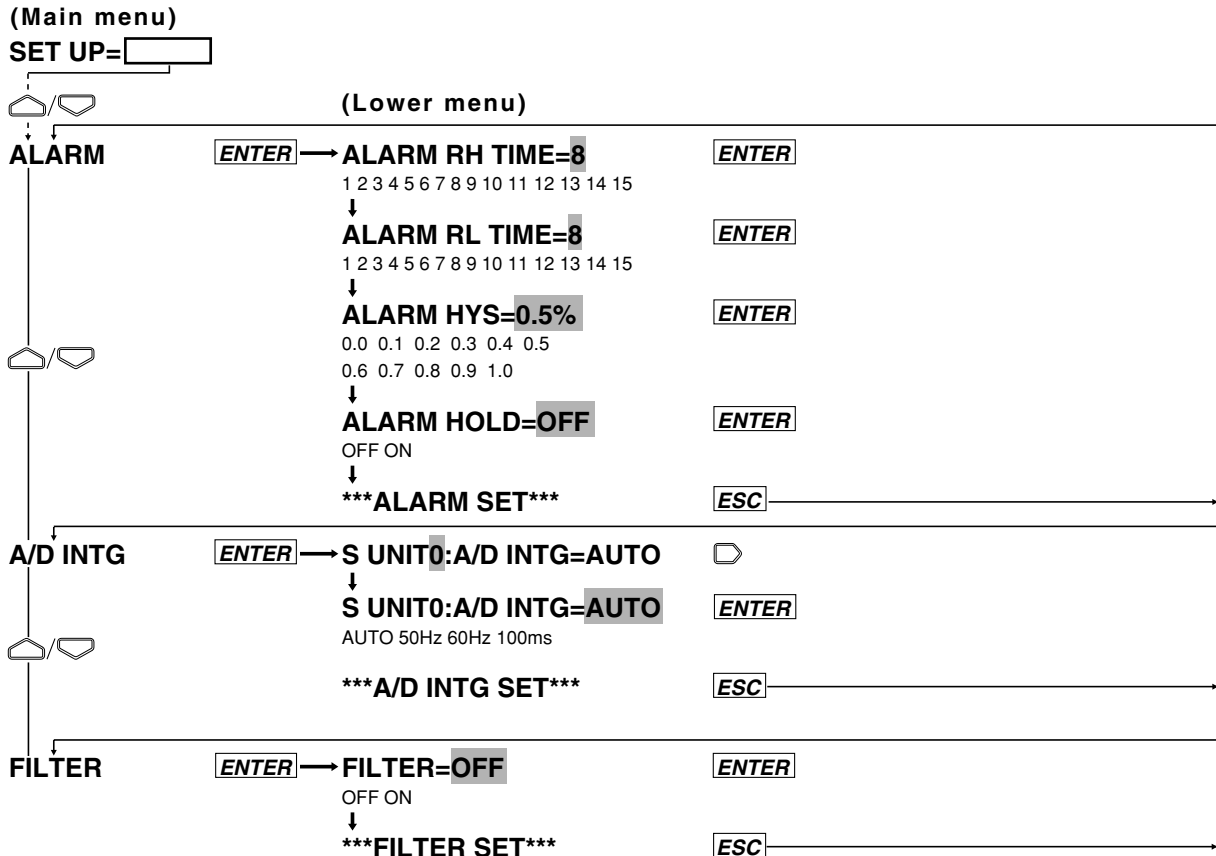 (Main menu)
SET UP=
/
(Lower menu)
ALARM ENTER ALARM RH TIME=8 ENTER
1 2 3 4 5 6 7 8 9 10 11 12 13 14 15
ALARM RL TIME=8 ENTER
1 2 3 4 5 6 7 8 9 10 11 12 13 14 15
ALARM HYS=0.5% ENTER
0.0 0.1 0.2 0.3 0.4 0.5
/
0.6 0.7 0.8 0.9 1.0
ALARM HOLD=OFF ENTER
OFF ON
***ALARM SET*** ESC
A/D INTG ENTER S UNIT0:A/D INTG=AUTO
S UNIT0:A/D INTG=AUTO ENTER
AUTO 50Hz 60Hz 100ms
/
***A/D INTG SET*** ESC
FILTER ENTER FILTER=OFF ENTER
OFF ON
***FILTER SET*** ESC